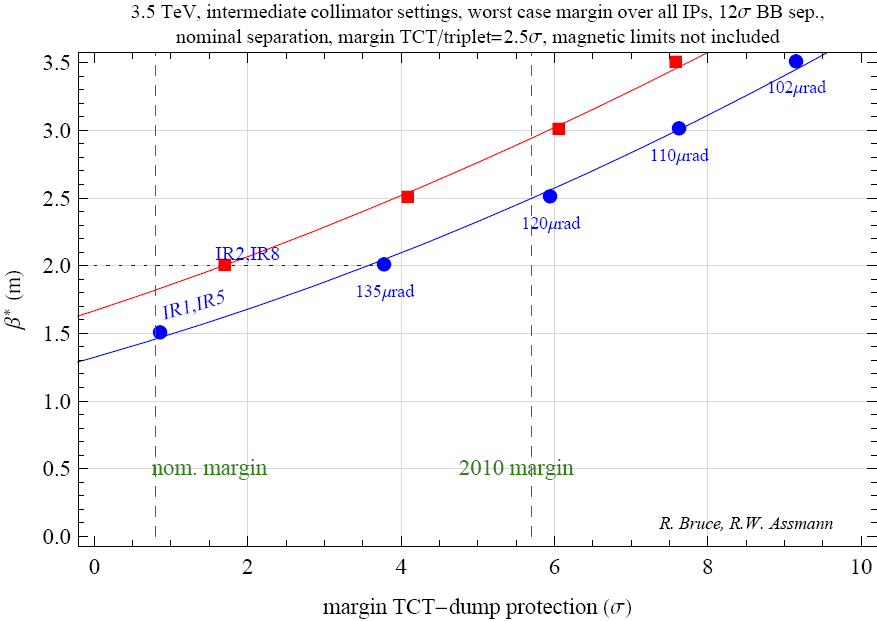 3.5 TeV, intermediate collimator settings, worst case margin over all IPs, 12σ BB sep.,
nominal separation, margin TCT/triplet=2.5σ, magnetic limits not included
3.5
102μrad
3.0
110μrad
2.5
120μrad
IR2,IR8
2.0
135μrad
IR1,IR5
1.5
1.0
0.5
nom. margin
2010 margin
R. Bruce, R.W. Assmann
0.0
0 2 4 6 8 10
β* (m)
margin TCT−dump protection (σ)